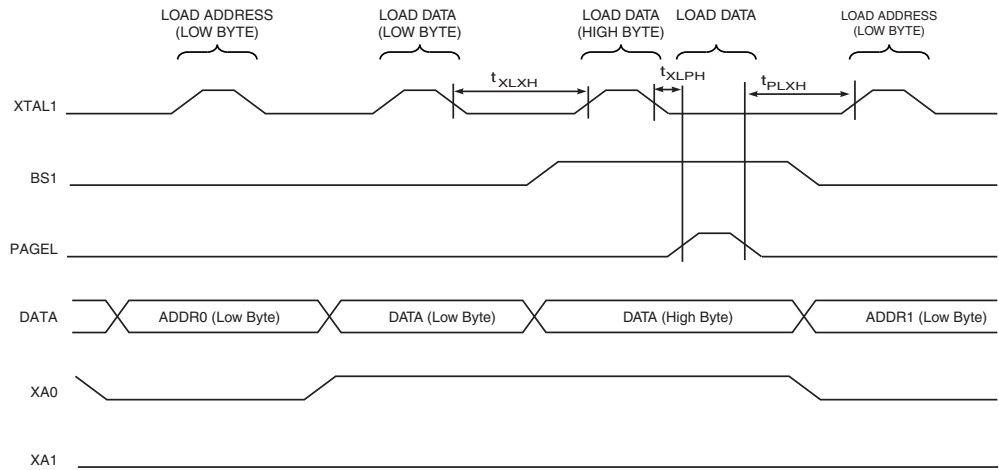 LOAD ADDRESS
(LOW BYTE)
LOAD DATA
(LOW BYTE)
LOAD DATA
(HIGH BYTE)
LOAD DATA
LOAD ADDRESS
(LOW BYTE)
tXLXH
tXLPH
tPLXH
XTAL1
BS1
PAGEL
DATA
ADDR0 (Low Byte)
DATA (Low Byte)
DATA (High Byte)
ADDR1 (Low Byte)
XA0
XA1